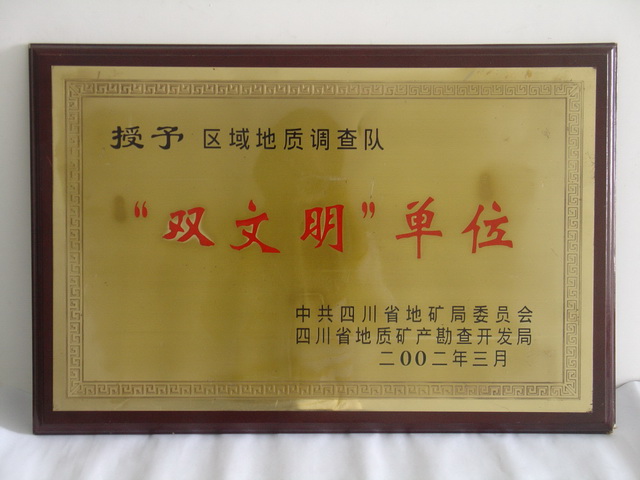 授予 区域地质调查队
“双文明”单位
中共四川省地矿局委员会
四川省地质矿产勘查开发局
二00二年三月